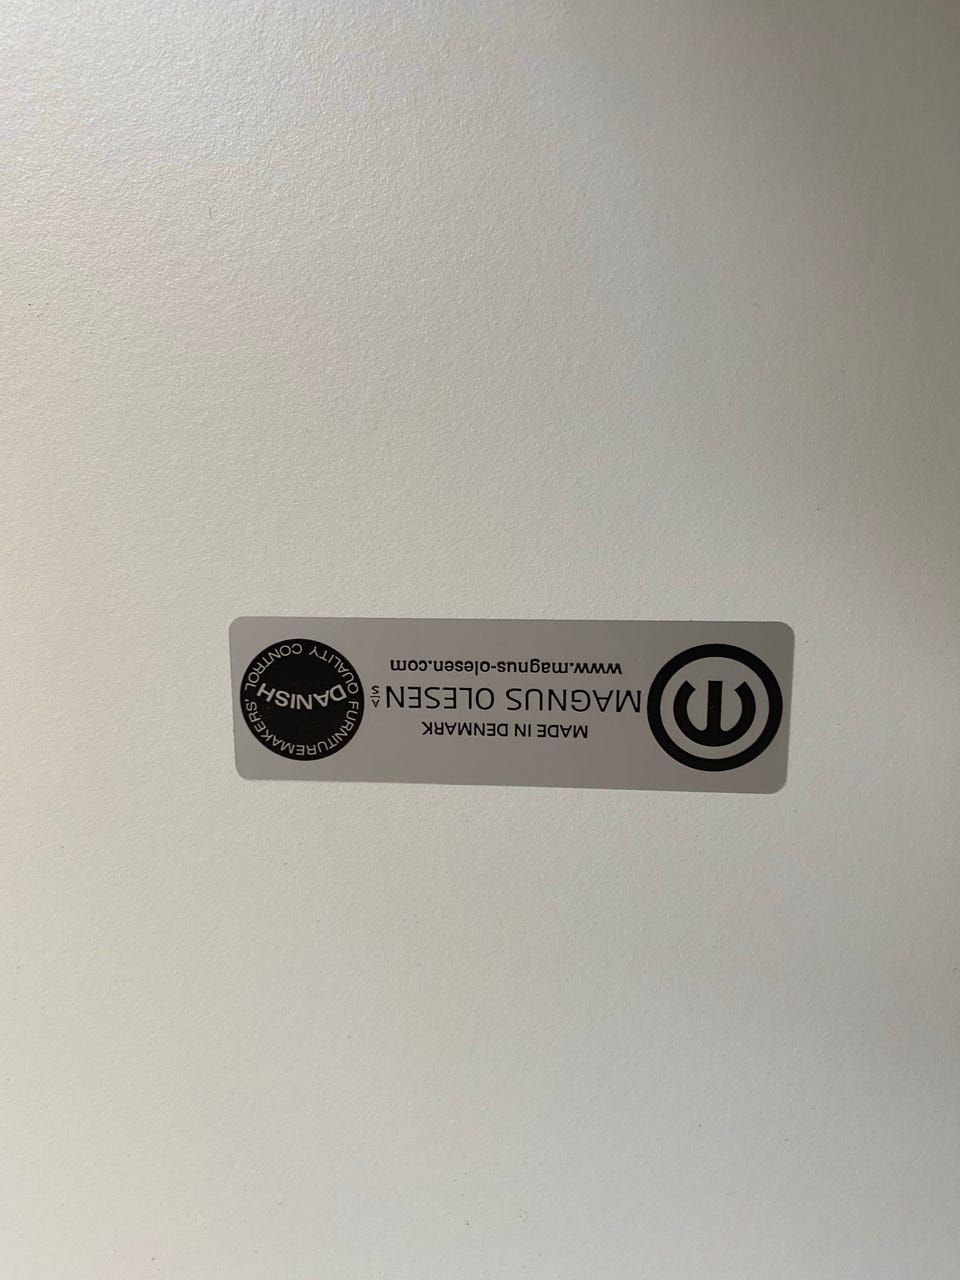 MADE IN DENMARK
MAGNUS OLESEN A/S
www.magnus-olesen.com
DANISH
FURNITUREMAKERS'
QUALITY CONTROL